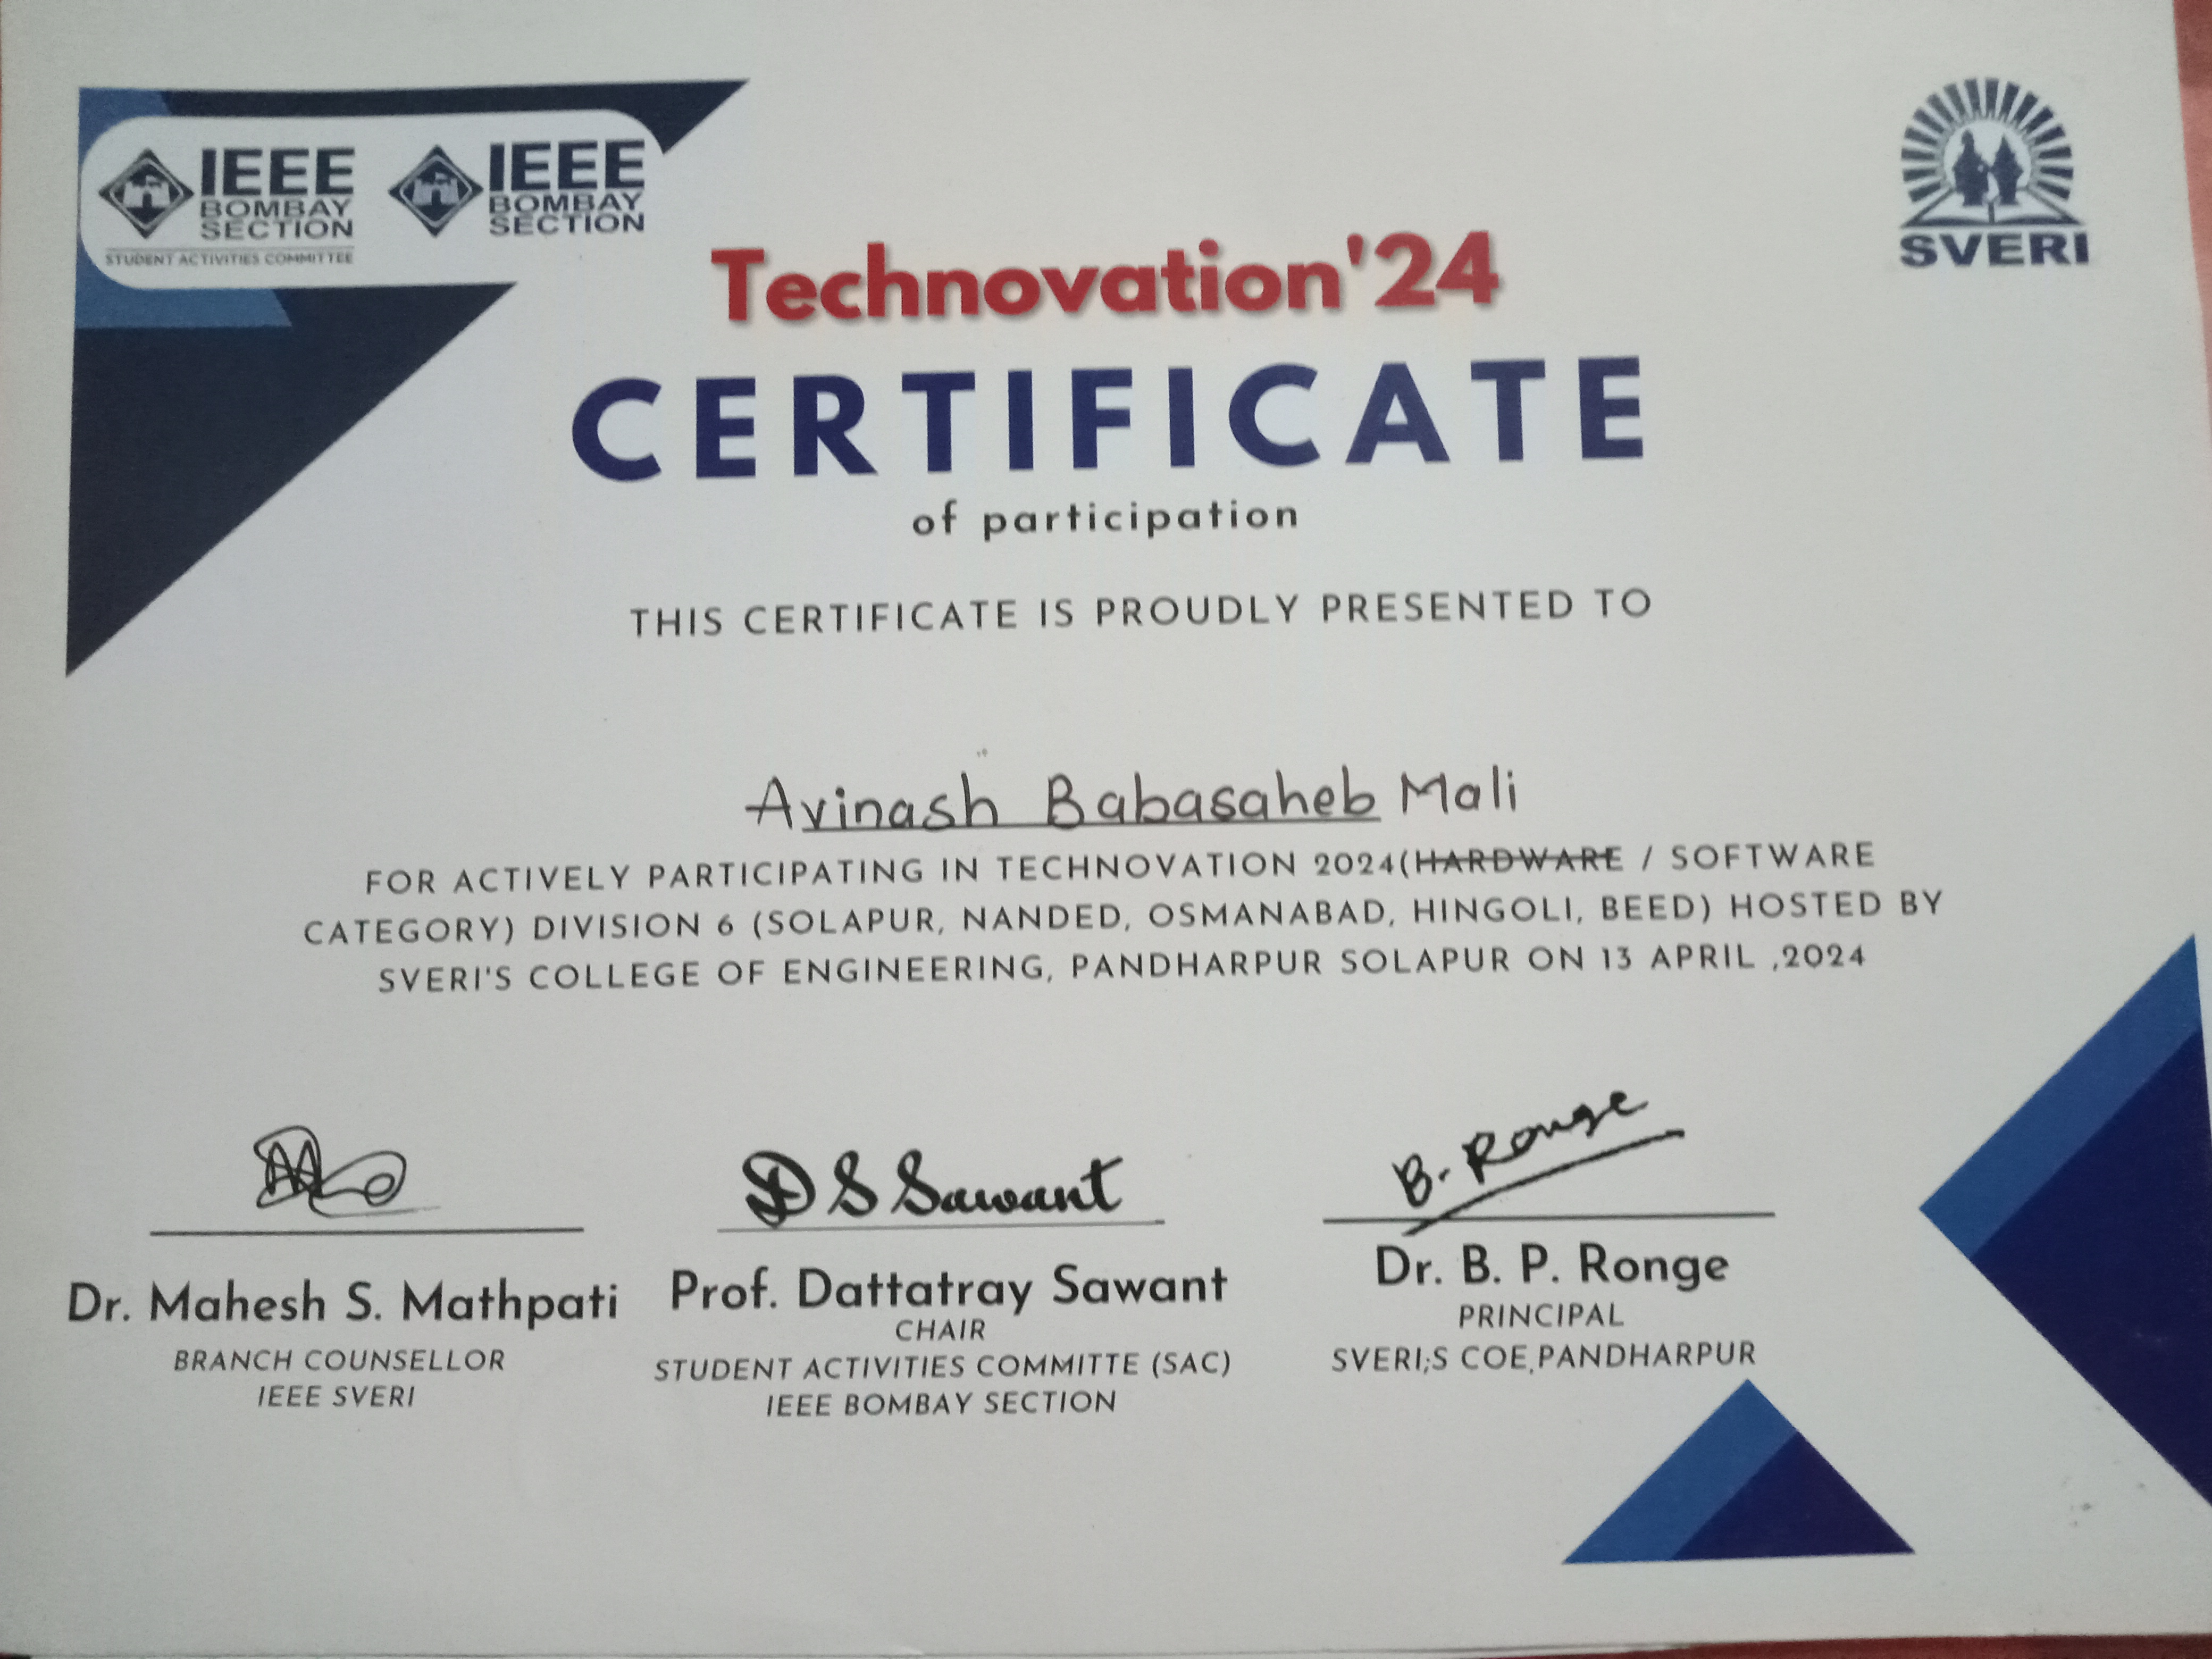 IEEE
BOMBAY
SECTION
STUDENT ACTIVITIES COMMITTEE
IEEE
BOMBAY
SECTION
SVERI
Technovation'24
CERTIFICATE
of participation
THIS CERTIFICATE IS PROUDLY PRESENTED TO
Avinash Babasaheb Mali
FOR ACTIVELY PARTICIPATING IN TECHNOVATION 2024(HARDWARE / SOFTWARE
CATEGORY) DIVISION 6 (SOLAPUR, NANDED, OSMANABAD, HINGOLI, BEED) HOSTED BY
SVERI'S COLLEGE OF ENGINEERING, PANDHARPUR SOLAPUR ON 13 APRIL ,2024
D S Sawant
B. Ronge
Dr. Mahesh S. Mathpati
BRANCH COUNSELLOR
IEEE SVERI
Prof. Dattatray Sawant
CHAIR
STUDENT ACTIVITIES COMMITTE (SAC)
IEEE BOMBAY SECTION
Dr. B. P. Ronge
PRINCIPAL
SVERI;S COE,PANDHARPUR